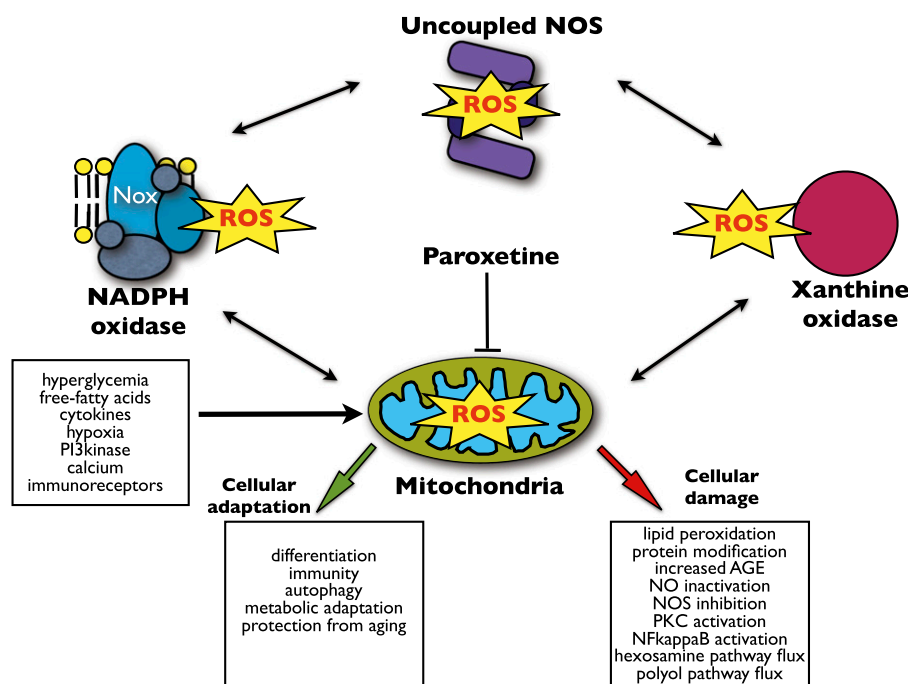 Uncoupled NOS
ROS
Nox
ROS
ROS
NADPH
oxidase
Paroxetine
Xanthine
oxidase
hyperglycemia
free-fatty acids
cytokines
hypoxia
PI3kinase
calcium
immunoreceptors
ROS
Mitochondria
Cellular
adaptation
Cellular
damage
differentiation
immunity
autophagy
metabolic adaptation
protection from aging
lipid peroxidation
protein modification
increased AGE
NO inactivation
NOS inhibition
PKC activation
NFkappaB activation
hexosamine pathway flux
polyol pathway flux